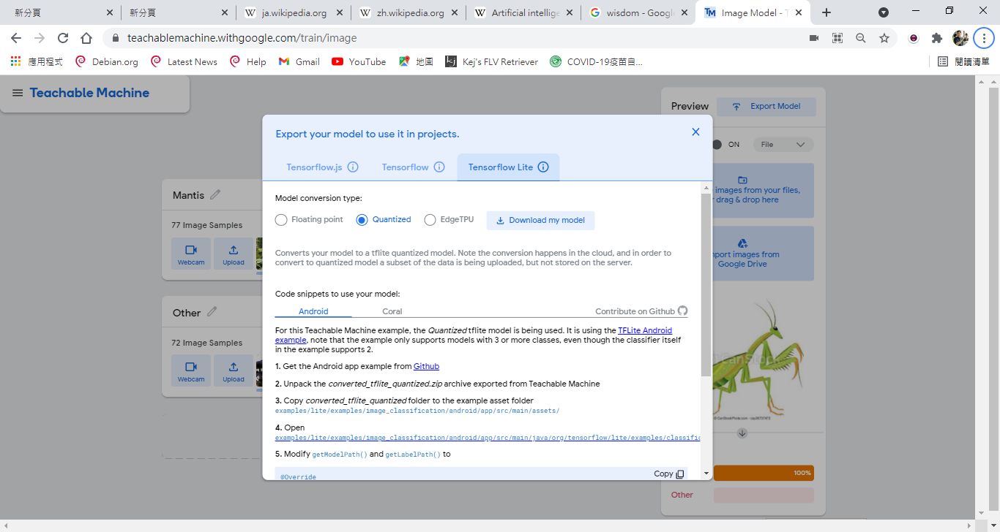 新分頁
新分頁
ja.wikipedia.org
zh.wikipedia.org
Artificial intellige
wisdom - Googl
Image Model - T
teachablemachine.withgoogle.com/train/image
應用程式
Debian.org
Latest News
Help
Gmail
YouTube
地圖
Kej's FLV Retriever
COVID-19疫苗自...
閱讀清單
Teachable Machine
Preview
Export Model
ON
File
images from your files,
r drag & drop here
port images from
Google Drive
Mantis
77 Image Samples
Webcam
Upload
Other
72 Image Samples
Webcam
Upload
Export your model to use it in projects.
Tensorflow.js
Tensorflow
Tensorflow Lite
Model conversion type:
Floating point
Quantized
EdgeTPU
Download my model
Converts your model to a tflite quantized model. Note the conversion happens in the cloud, and in order to
convert to quantized model a subset of the data is being uploaded, but not stored on the server.
Code snippets to use your model:
Android
Coral
Contribute on Github
For this Teachable Machine example, the Quantized tflite model is being used. It is using the TFLite Android
example, note that the example only supports models with 3 or more classes, even though the classifier itself
in the example supports 2.
1. Get the Android app example from Github
2. Unpack the converted_tflite_quantized.zip archive exported from Teachable Machine
3. Copy converted_tflite_quantized folder to the example asset folder
examples/lite/examples/image_classification/android/app/src/main/assets/
4. Open
examples/lite/examples/image_classification/android/app/src/main/java/org/tensorflow/lite/examples/classific
5. Modify getModelPath() and getLabelPath() to
Copy
@Override
100%
Other